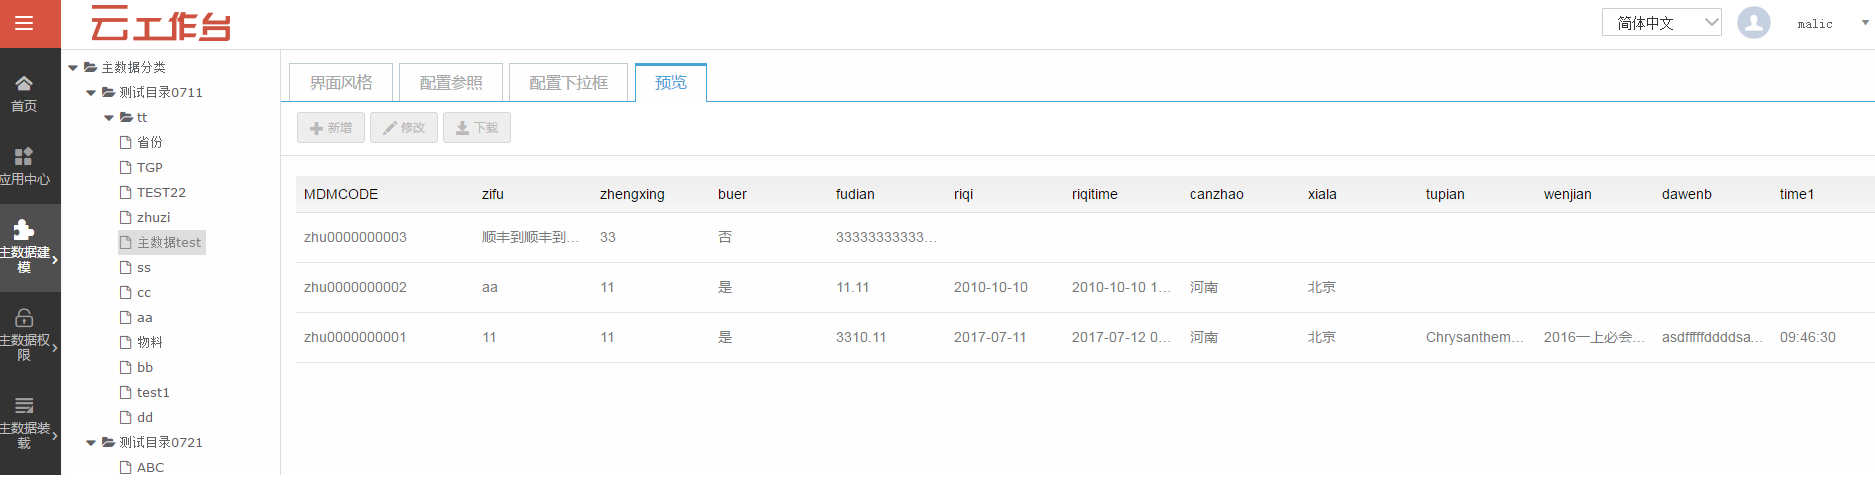 云工作台
简体中文
malic
首页
应用中心
主数据建
模
主数据权
限
主数据装
载
主数据分类
测试目录0711
tt
省份
TGP
TEST22
zhuzi
主数据test
ss
cc
aa
物料
bb
test1
dd
测试目录0721
ABC
界面风格 配置参照 配置下拉框 预览
新增 修改 下载
MDMCODE zifu zhengxing buer fudian riqi riqitime canzhao xiala tupian wenjian dawenb time1
zhu0000000003 顺丰到顺丰到... 33 否 33333333333...
zhu0000000002 aa 11 是 11.11 2010-10-10 2010-10-10 1... 河南 北京
zhu0000000001 11 11 是 3310.11 2017-07-11 2017-07-12 0... 河南 北京 Chrysanthem... 2016一上必会... asdfffffddddsa... 09:46:30